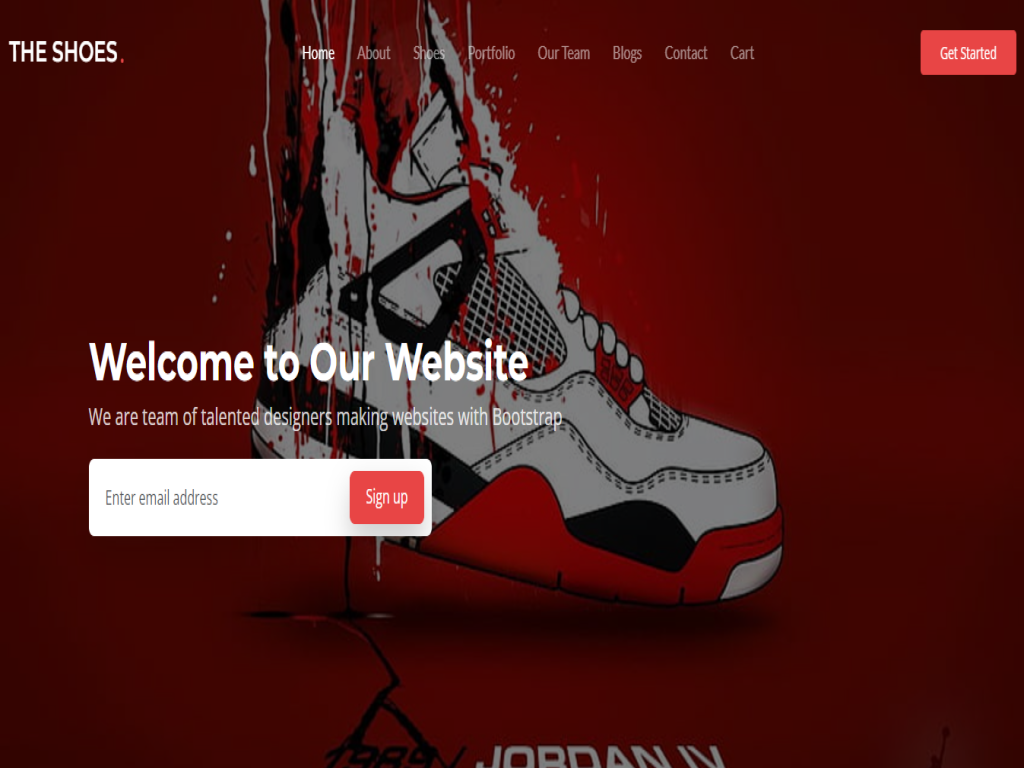 THE SHOES.
Home About Shoes Portfolio Our Team Blogs Contact Cart
Get Started
Welcome to Our Website
We are team of talented designers making websites with Bootstrap
Enter email address
Sign up
1989 JORDAN IV